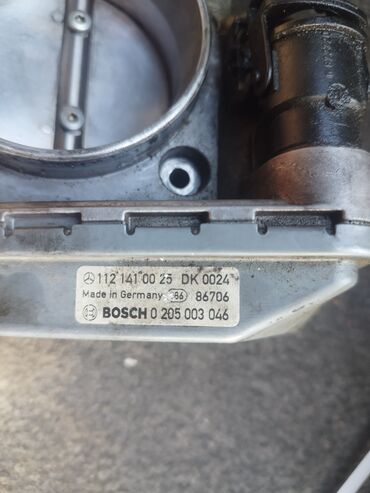 112 141 00 25 DK 0024
Made in Germany 86 86706
BOSCH 0 205 003 046